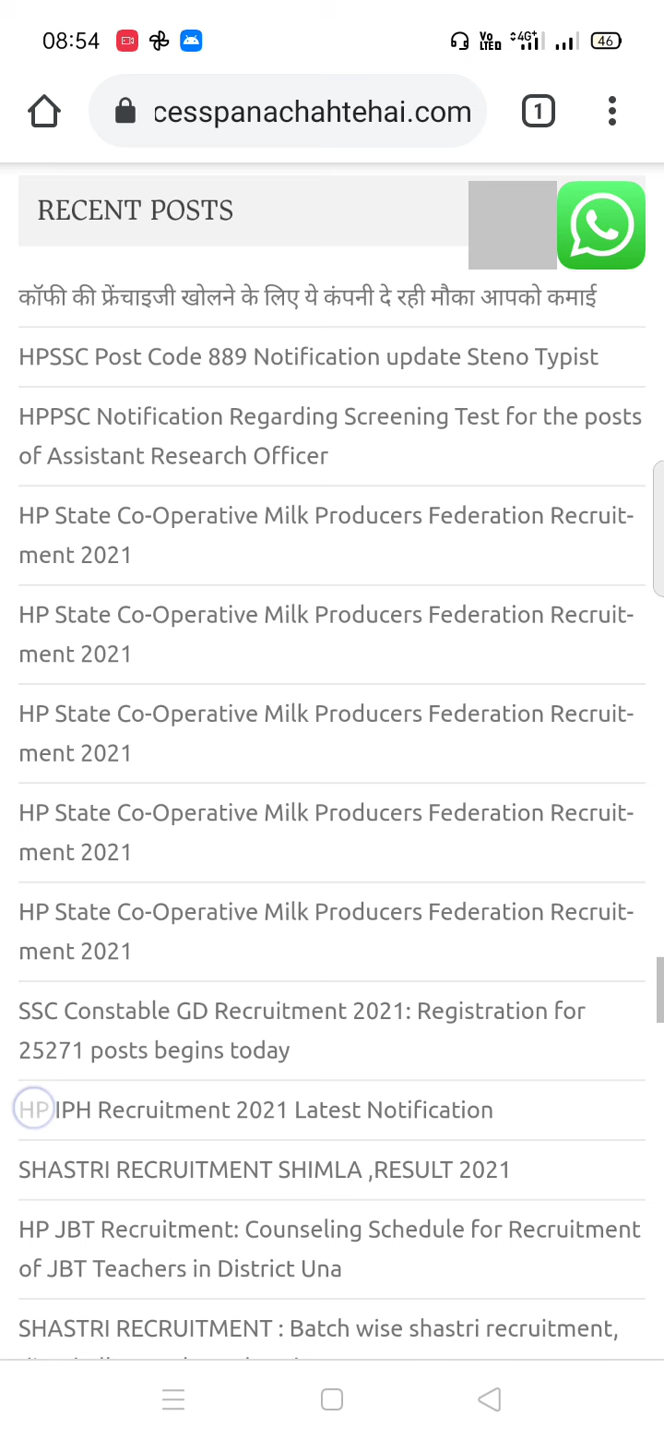 08:54
Vo LTED 4G+ 46
cesspanachahtehai.com
1
RECENT POSTS
कॉफी की फ्रेंचाइजी खोलने के लिए ये कंपनी दे रही मौका आपको कमाई
HPSSC Post Code 889 Notification update Steno Typist
HPPSC Notification Regarding Screening Test for the posts
of Assistant Research Officer
HP State Co-Operative Milk Producers Federation Recruit-
ment 2021
HP State Co-Operative Milk Producers Federation Recruit-
ment 2021
HP State Co-Operative Milk Producers Federation Recruit-
ment 2021
HP State Co-Operative Milk Producers Federation Recruit-
ment 2021
HP State Co-Operative Milk Producers Federation Recruit-
ment 2021
SSC Constable GD Recruitment 2021: Registration for
25271 posts begins today
HP IPH Recruitment 2021 Latest Notification
SHASTRI RECRUITMENT SHIMLA ,RESULT 2021
HP JBT Recruitment: Counseling Schedule for Recruitment
of JBT Teachers in District Una
SHASTRI RECRUITMENT : Batch wise shastri recruitment,